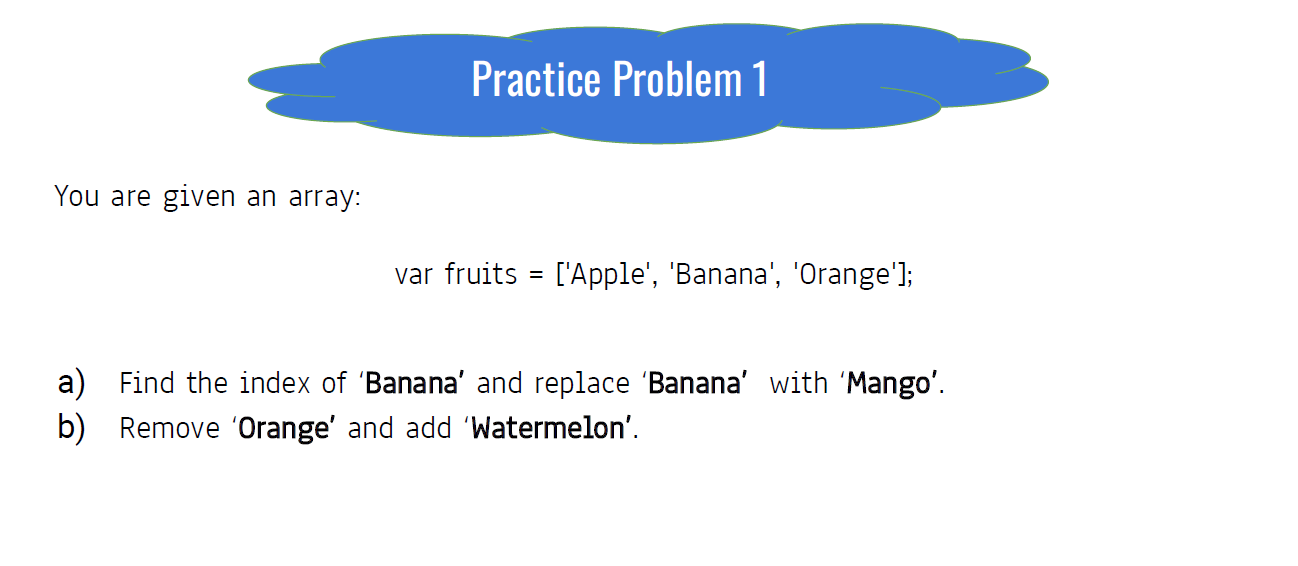 Practice Problem 1
You are given an array:
var fruits = ['Apple', 'Banana', 'Orange'];
a) Find the index of ‘Banana’ and replace ‘Banana’ with ‘Mango’.
b) Remove ‘Orange’ and add ‘Watermelon’.